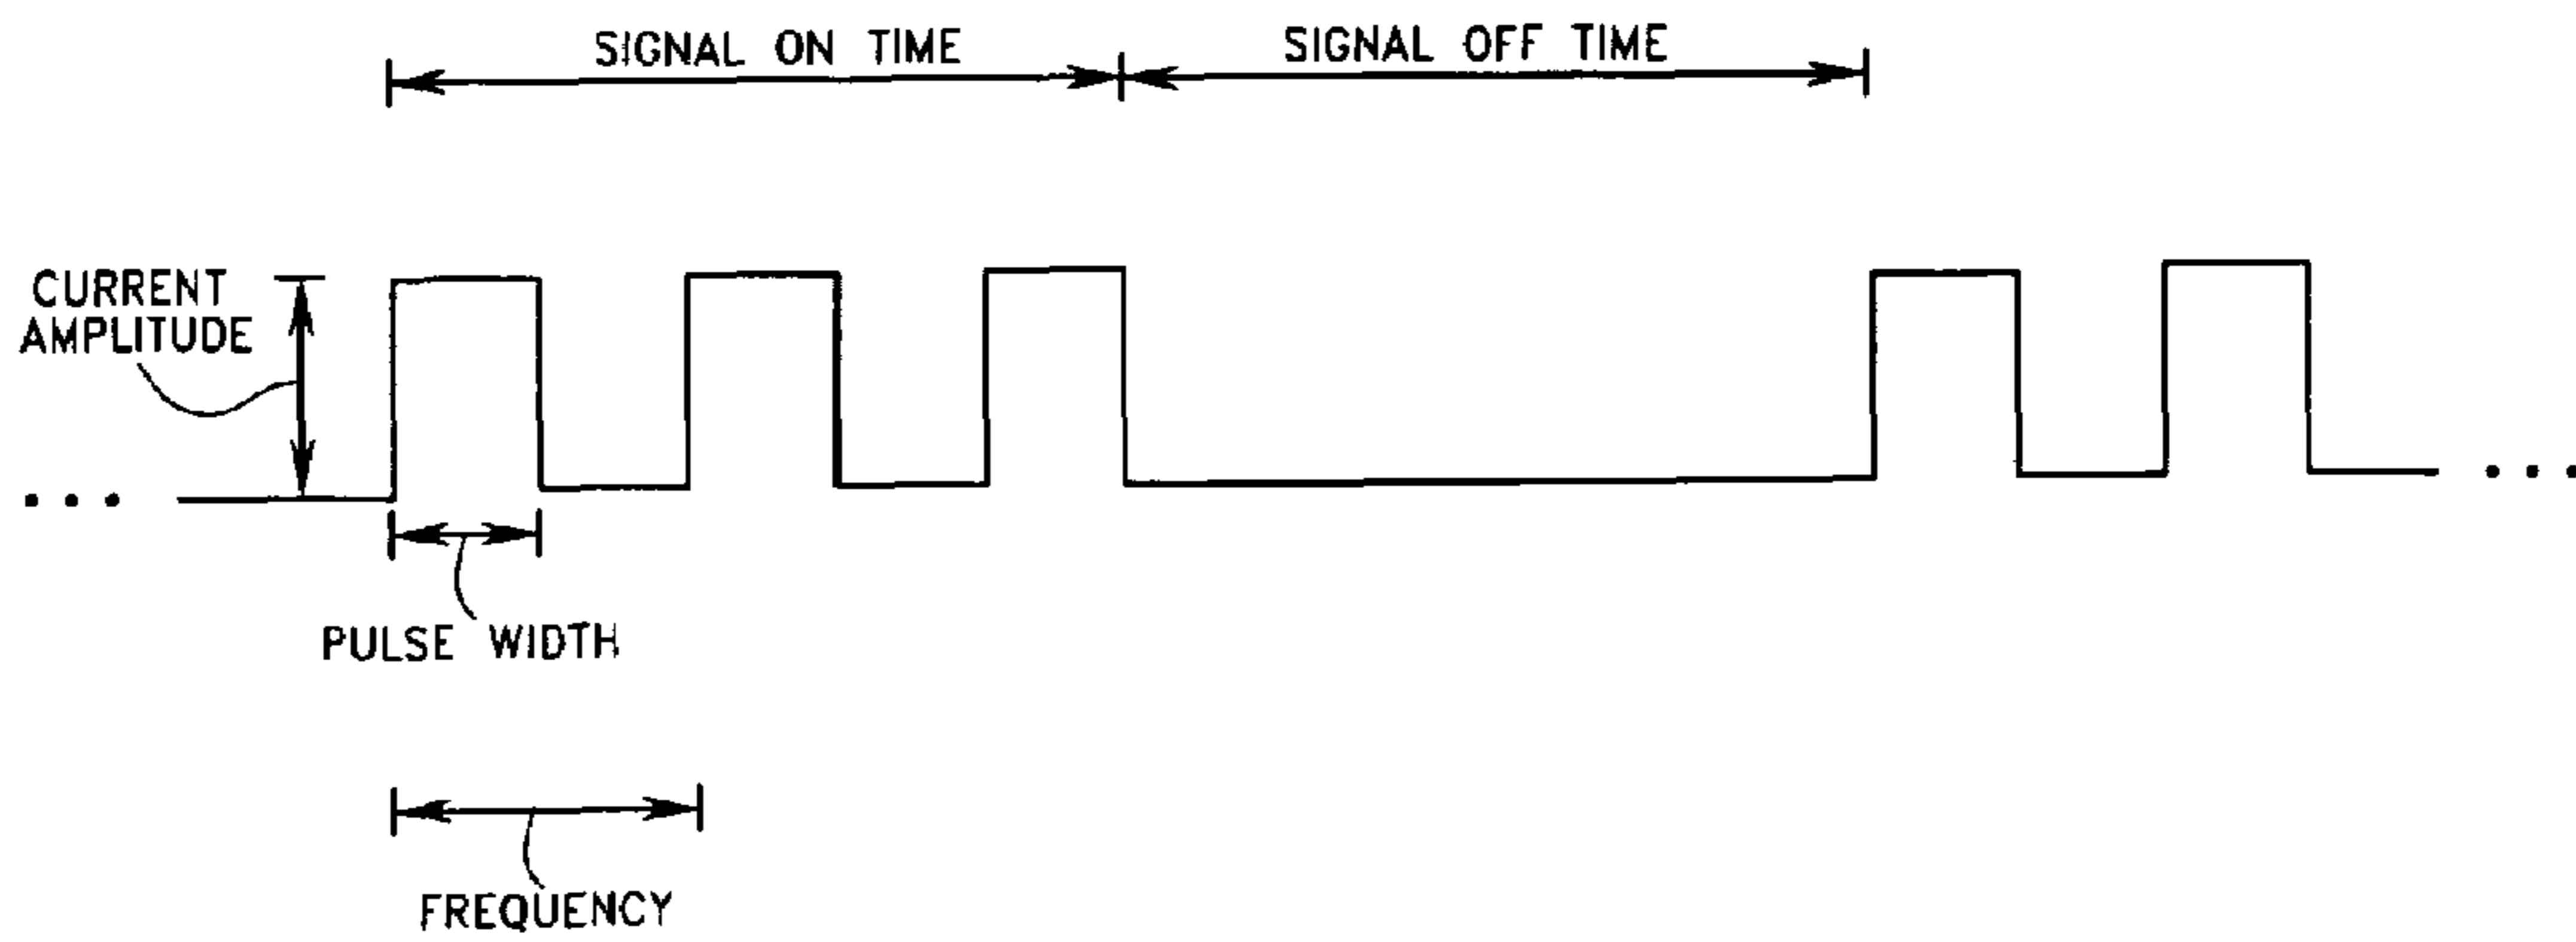 SIGNAL ON TIME
SIGNAL OFF TIME
CURRENT
AMPLITUDE
PULSE WIDTH
FREQUENCY